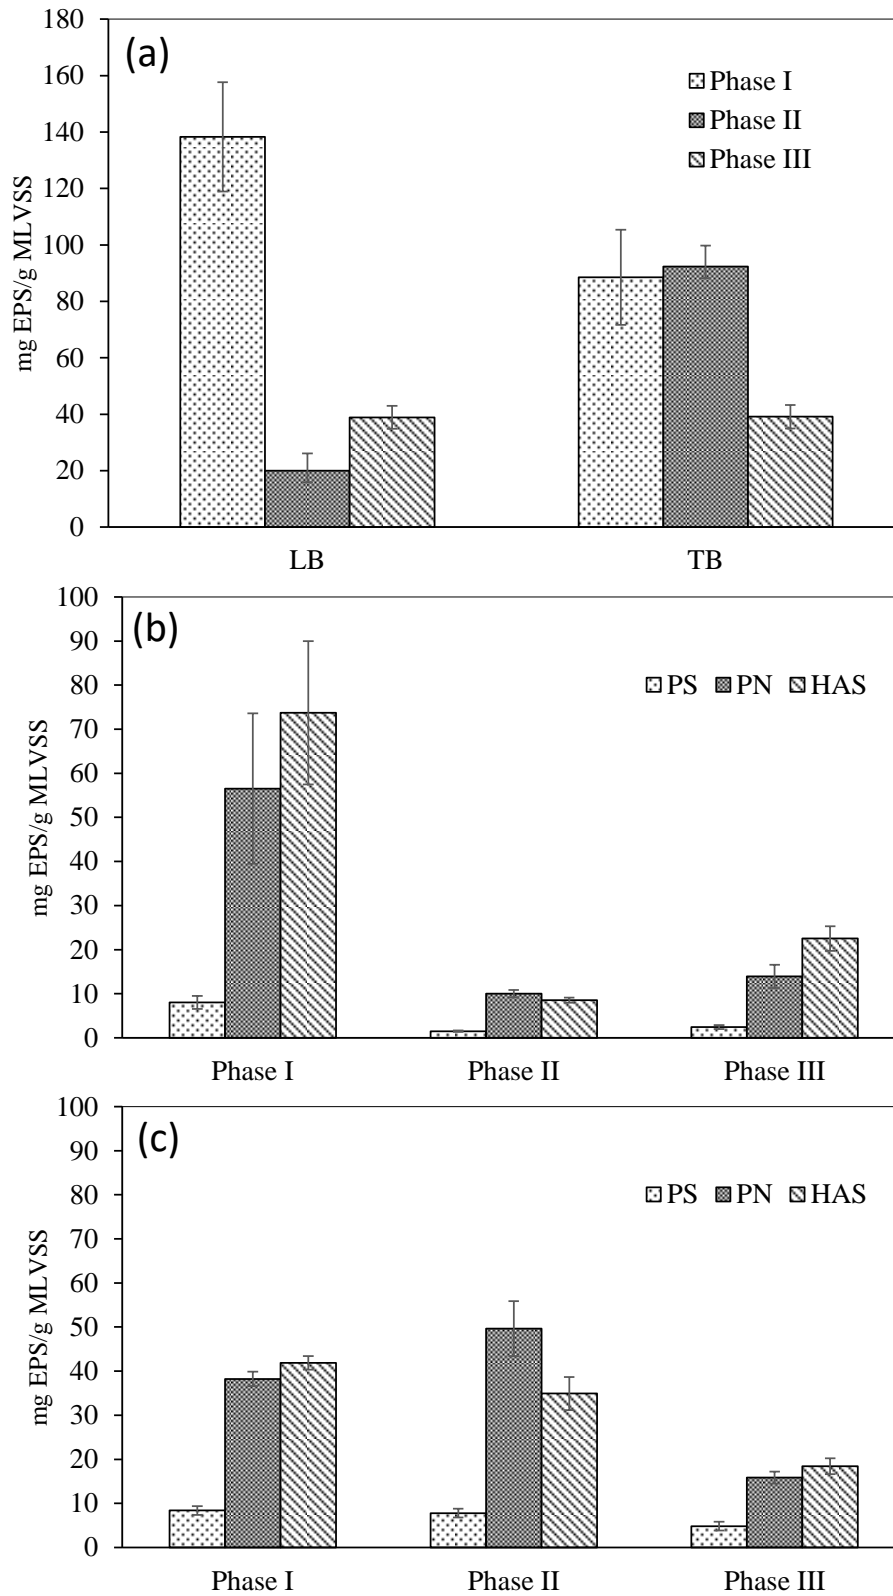 (a)
Phase I
Phase II
Phase III
mg EPS/g MLVSS
180
160
140
120
100
80
60
40
20
0
LB TB
(b)
PS PN HAS
mg EPS/g MLVSS
100
90
80
70
60
50
40
30
20
10
0
Phase I Phase II Phase III
(c)
PS PN HAS
mg EPS/g MLVSS
100
90
80
70
60
50
40
30
20
10
0
Phase I Phase II Phase III